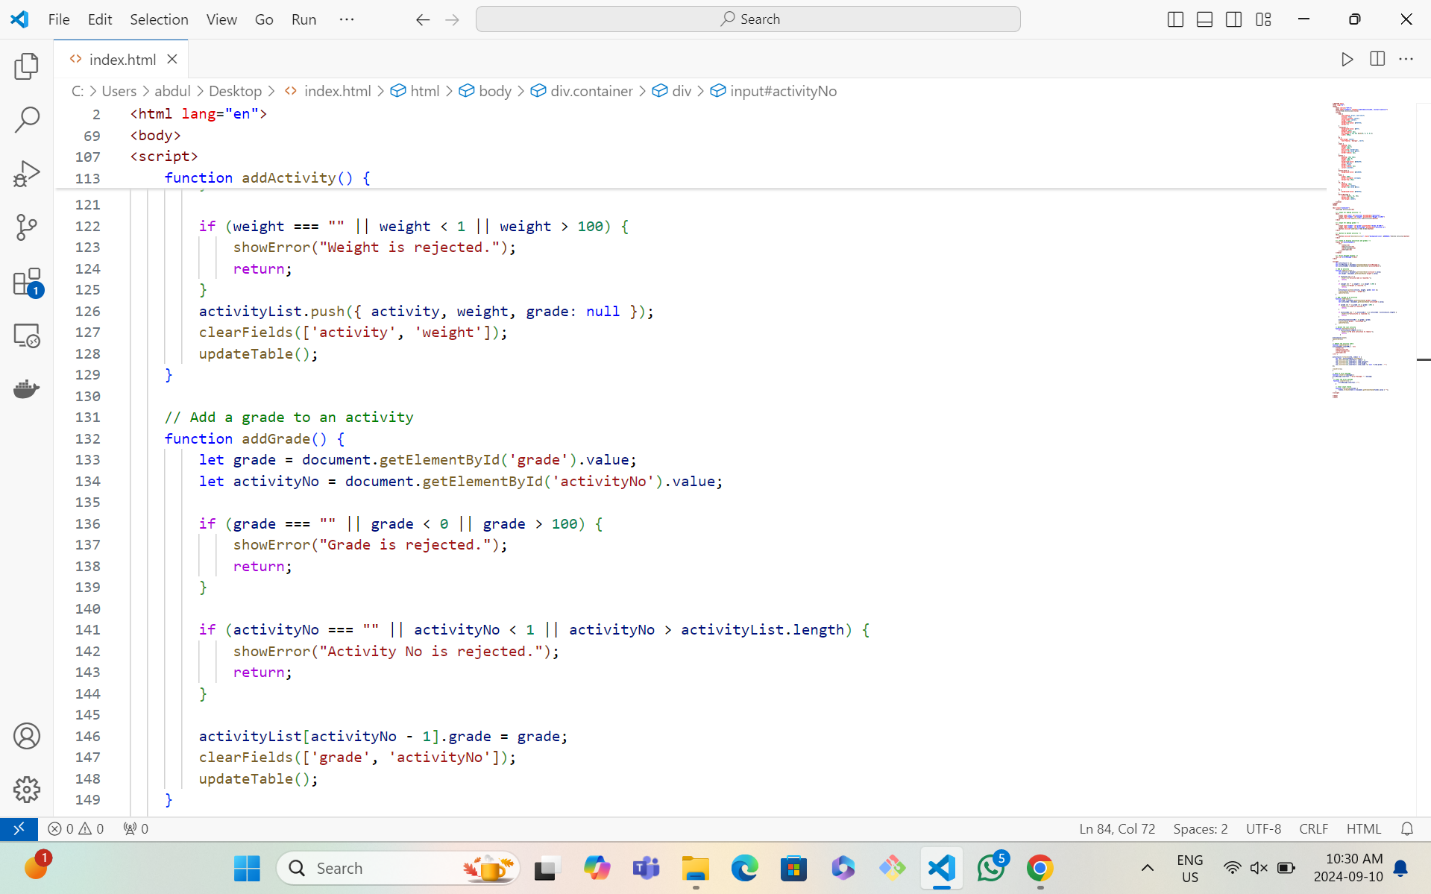 File Edit Selection View Go Run ··· Search
index.html
C: > Users > abdul > Desktop > index.html > html > body > div.container > div > input#activityNo
2 <html lang="en">
69 <body>
107 <script>
113 function addActivity() {
121
122 if (weight === "" || weight < 1 || weight > 100) {
123 showError("Weight is rejected.");
124 return;
125 }
126 activityList.push({ activity, weight, grade: null });
127 clearFields(['activity', 'weight']);
128 updateTable();
129 }
130
131 // Add a grade to an activity
132 function addGrade() {
133 let grade = document.getElementById('grade').value;
134 let activityNo = document.getElementById('activityNo').value;
135
136 if (grade === "" || grade < 0 || grade > 100) {
137 showError("Grade is rejected.");
138 return;
139 }
140
141 if (activityNo === "" || activityNo < 1 || activityNo > activityList.length) {
142 showError("Activity No is rejected.");
143 return;
144 }
145
146 activityList[activityNo - 1].grade = grade;
147 clearFields(['grade', 'activityNo']);
148 updateTable();
149 }
1
0 0 0 Ln 84, Col 72 Spaces: 2 UTF-8 CRLF HTML
1 Search 5 ENG US 10:30 AM 2024-09-10